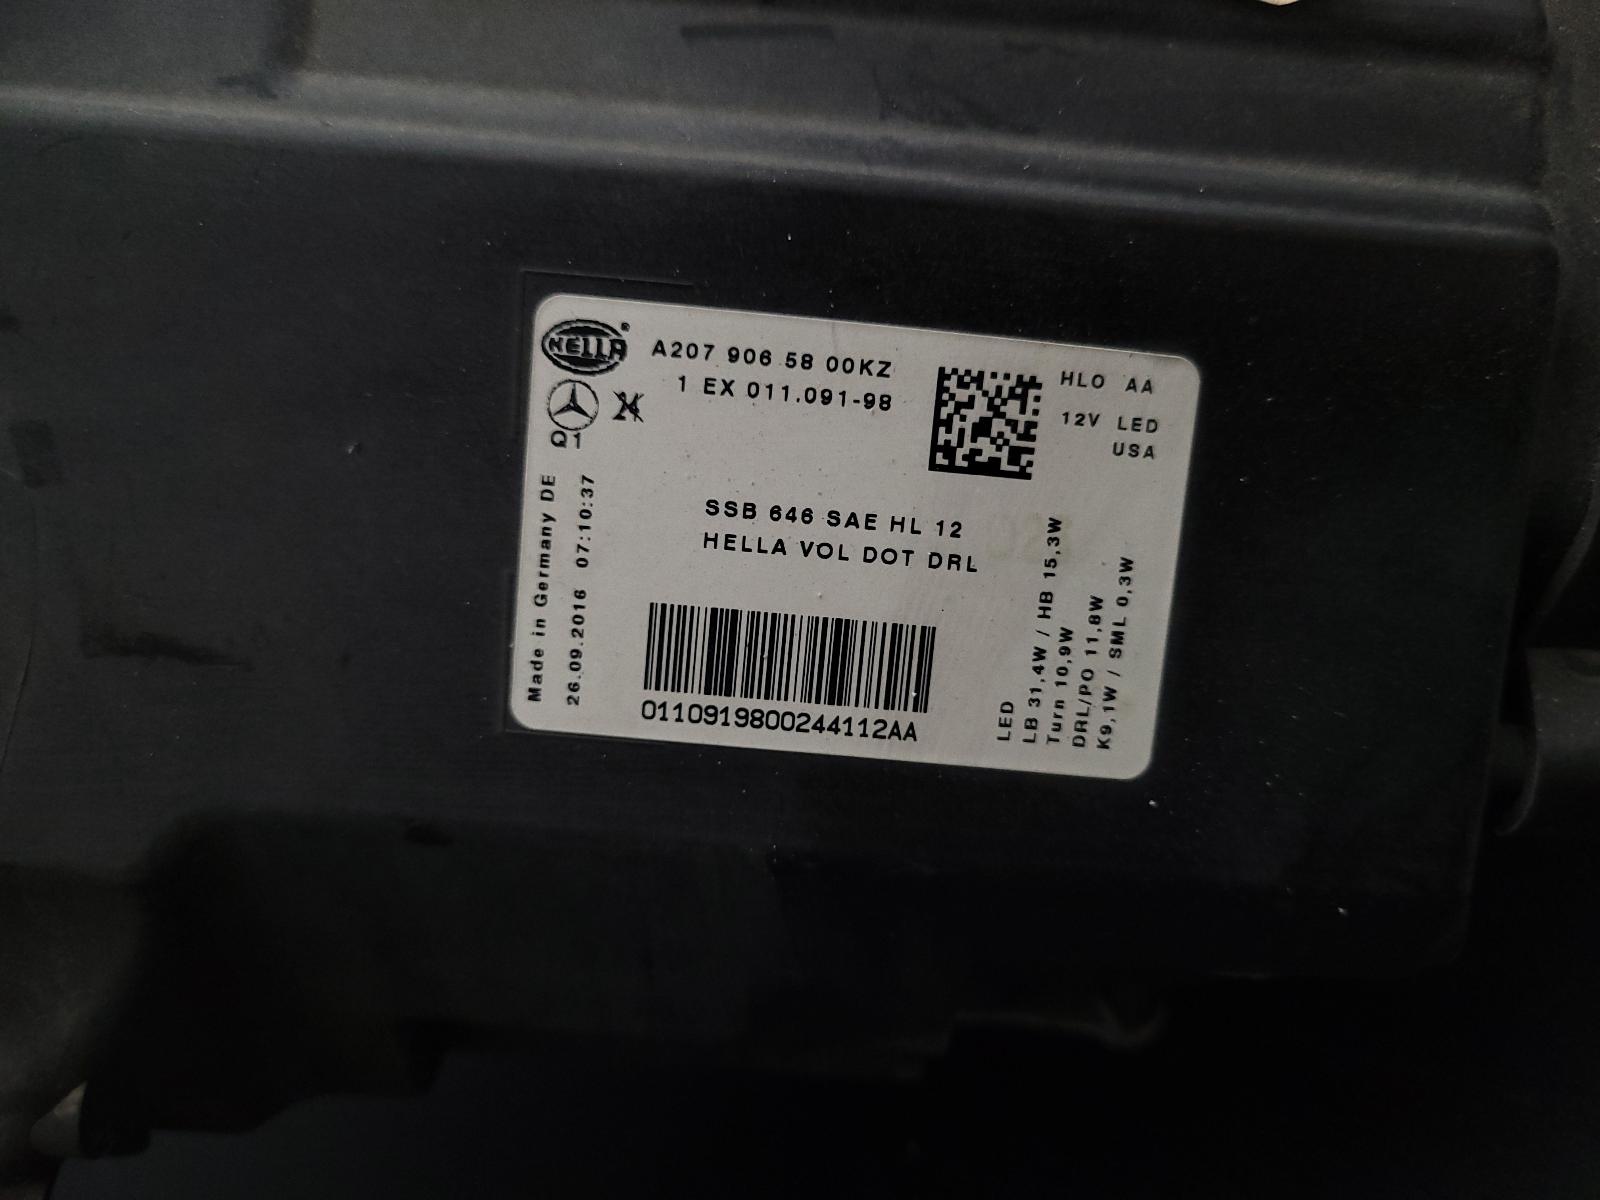 HELLA
A207 906 58 00KZ
1 EX 011.091-98
Q1
HLO AA
12V LED
USA
Made in Germany DE
26.09.2016 07:10:37
SSB 646 SAE HL 12
HELLA VOL DOT DRL
0110919800244112AA
LED
LB 31,4W / HB 15,3W
Turn 10,9W
DRL/PO 11,8W
K9,1W / SML 0,3W